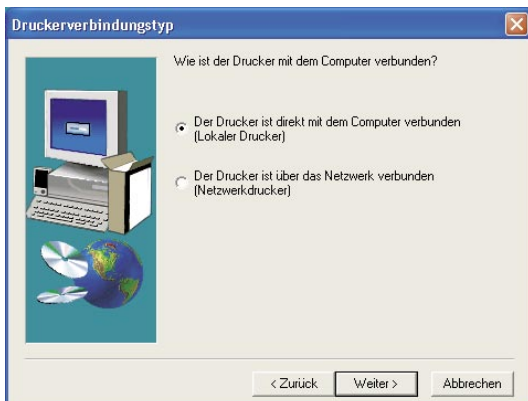 Druckerverbindungstyp
Wie ist der Drucker mit dem Computer verbunden?
Der Drucker ist direkt mit dem Computer verbunden
(Lokaler Drucker)
Der Drucker ist über das Netzwerk verbunden
(Netzwerkdrucker)
< Zurück
Weiter >
Abbrechen